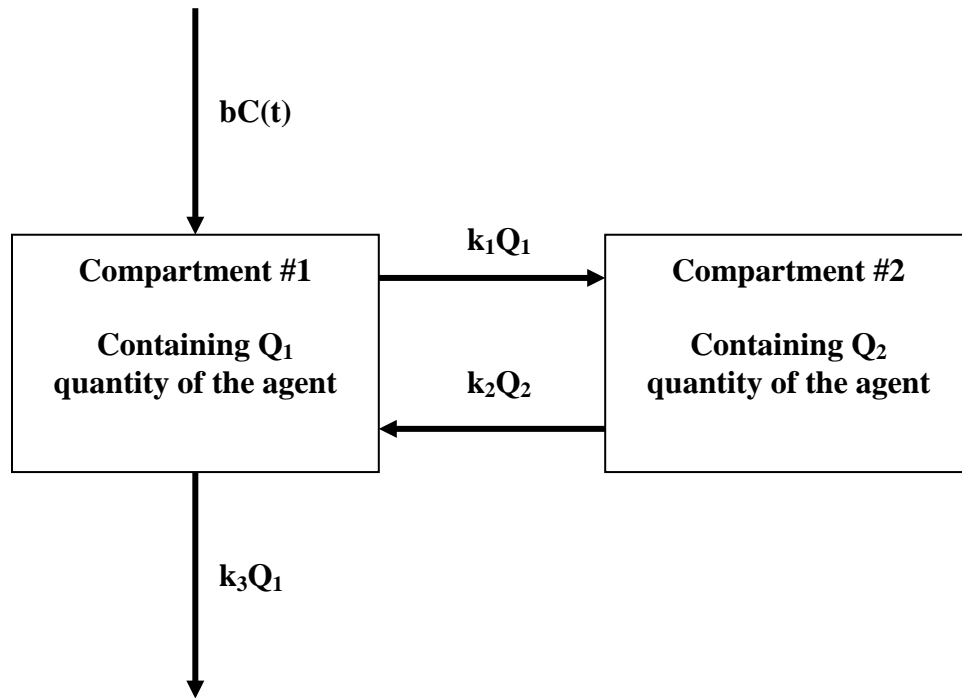 bC(t)
k₁Q₁
Compartment #1
Containing Q₁
quantity of the agent
Compartment #2
Containing Q₂
quantity of the agent
k₂Q₂
k₃Q₁